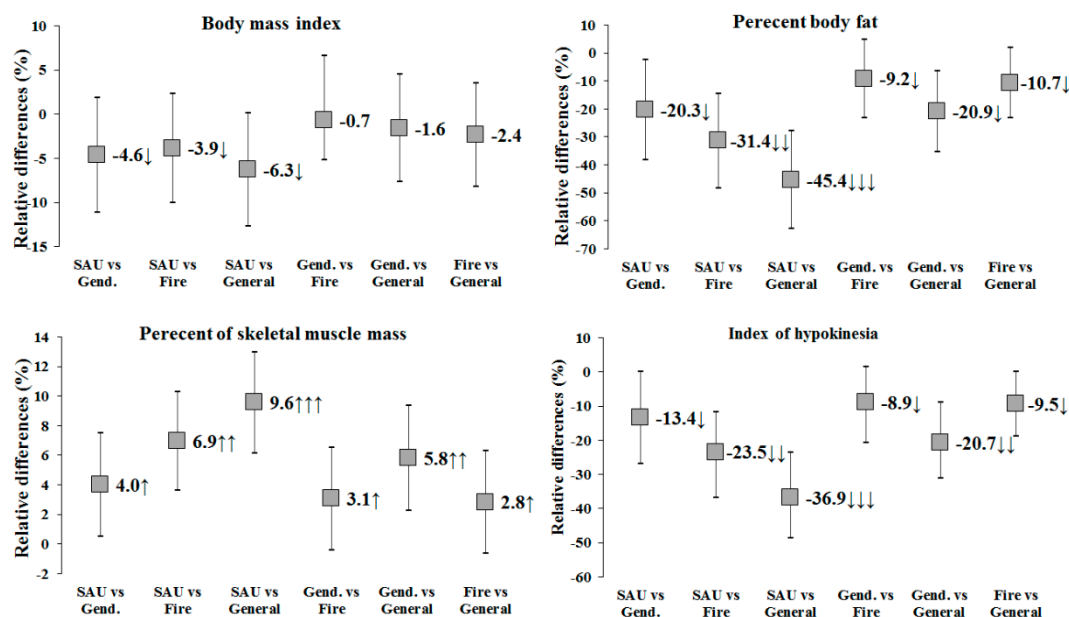 Body mass index
Relative differences (%)
10
5
0
-5
-10
-15
-4.6↓
-3.9↓
-6.3↓
-0.7
-1.6
-2.4
SAU vs Gend.
SAU vs Fire
SAU vs General
Gend. vs Fire
Gend. vs General
Fire vs General
Perecent body fat
Relative differences (%)
10
0
-10
-20
-30
-40
-50
-60
-70
-20.3↓
-31.4↓↓
-45.4↓↓↓
-9.2↓
-20.9↓
-10.7↓
SAU vs Gend.
SAU vs Fire
SAU vs General
Gend. vs Fire
Gend. vs General
Fire vs General
Perecent of skeletal muscle mass
Relative differences (%)
14
12
10
8
6
4
2
0
-2
4.0↑
6.9↑↑
9.6↑↑↑
3.1↑
5.8↑↑
2.8↑
SAU vs Gend.
SAU vs Fire
SAU vs General
Gend. vs Fire
Gend. vs General
Fire vs General
Index of hypokinesia
Relative differences (%)
10
0
-10
-20
-30
-40
-50
-60
-13.4↓
-23.5↓↓
-36.9↓↓↓
-8.9↓
-20.7↓↓
-9.5↓
SAU vs Gend.
SAU vs Fire
SAU vs General
Gend. vs Fire
Gend. vs General
Fire vs General